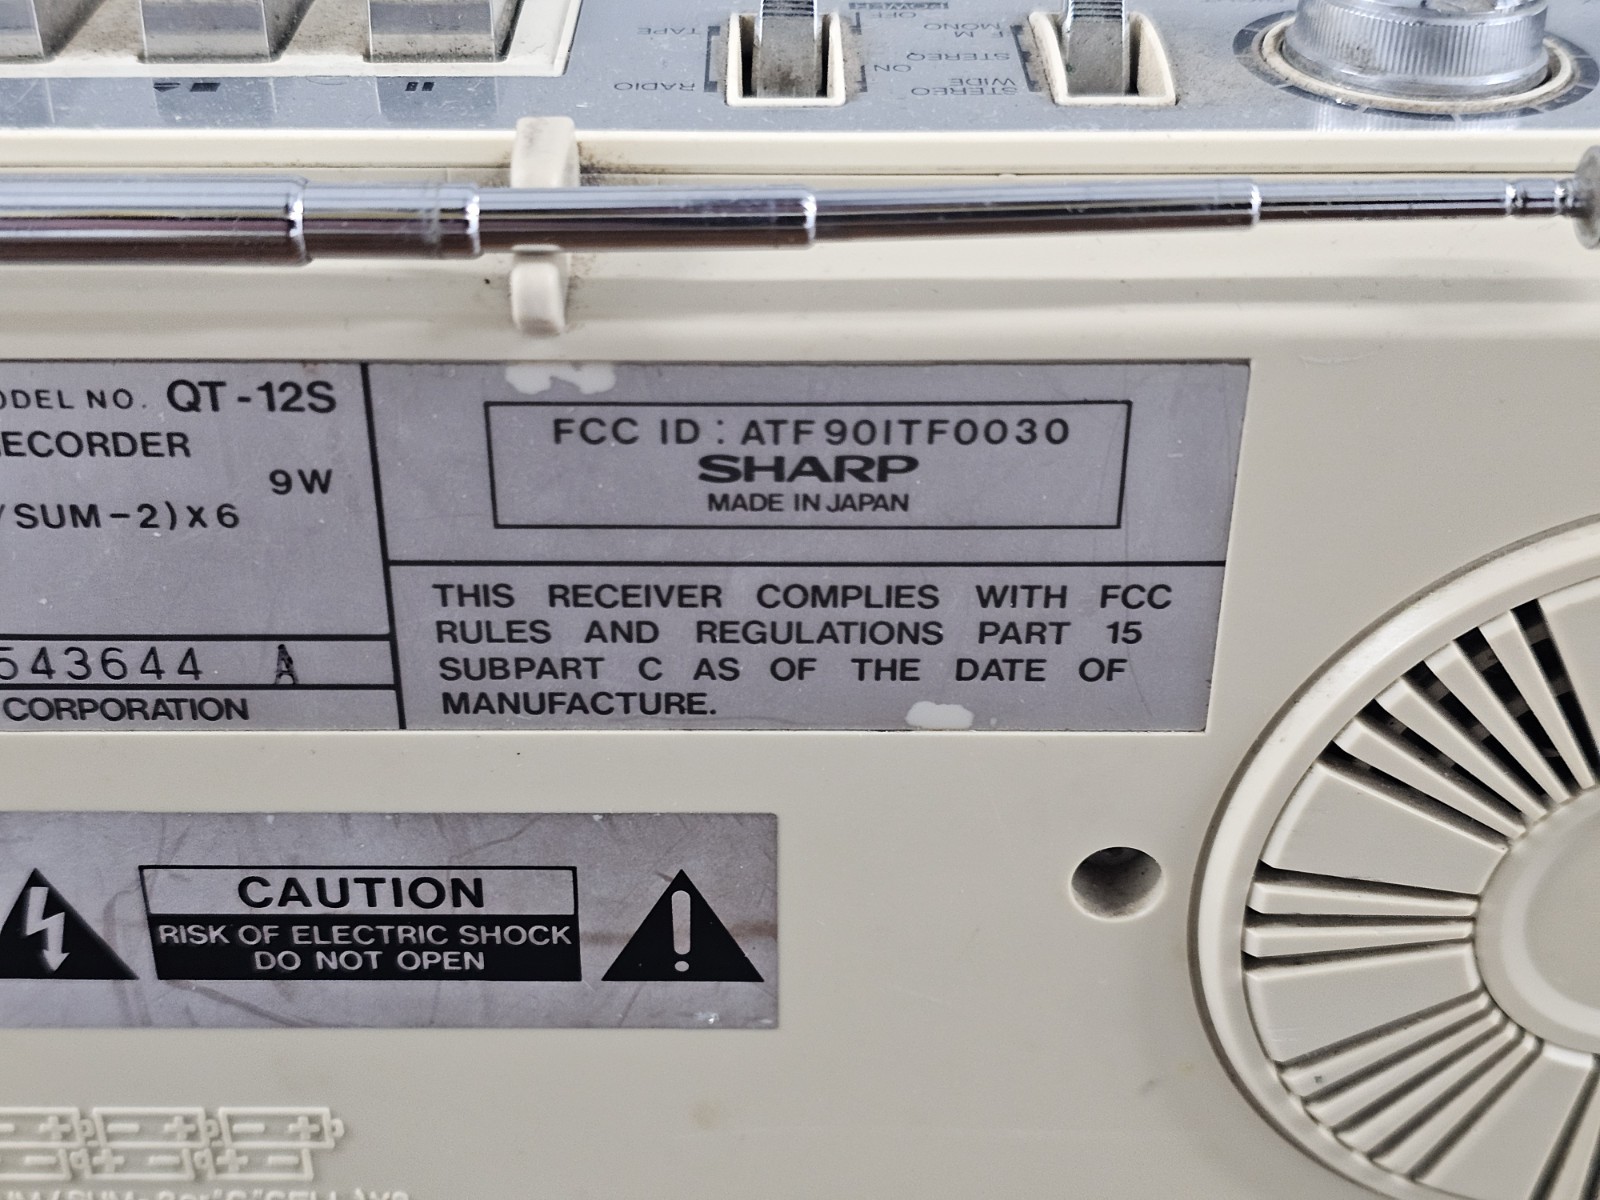 TAPE
RADIO
POWER
OFF
ON
F M
MONO
STEREO
WIDE
STEREO
ODEL NO. QT-12S
ECORDER
9W
/SUM-2)X6
543644 A
CORPORATION
FCC ID : ATF90ITF0030
SHARP
MADE IN JAPAN
THIS RECEIVER COMPLIES WITH FCC
RULES AND REGULATIONS PART 15
SUBPART C AS OF THE DATE OF
MANUFACTURE.
CAUTION
RISK OF ELECTRIC SHOCK
DO NOT OPEN